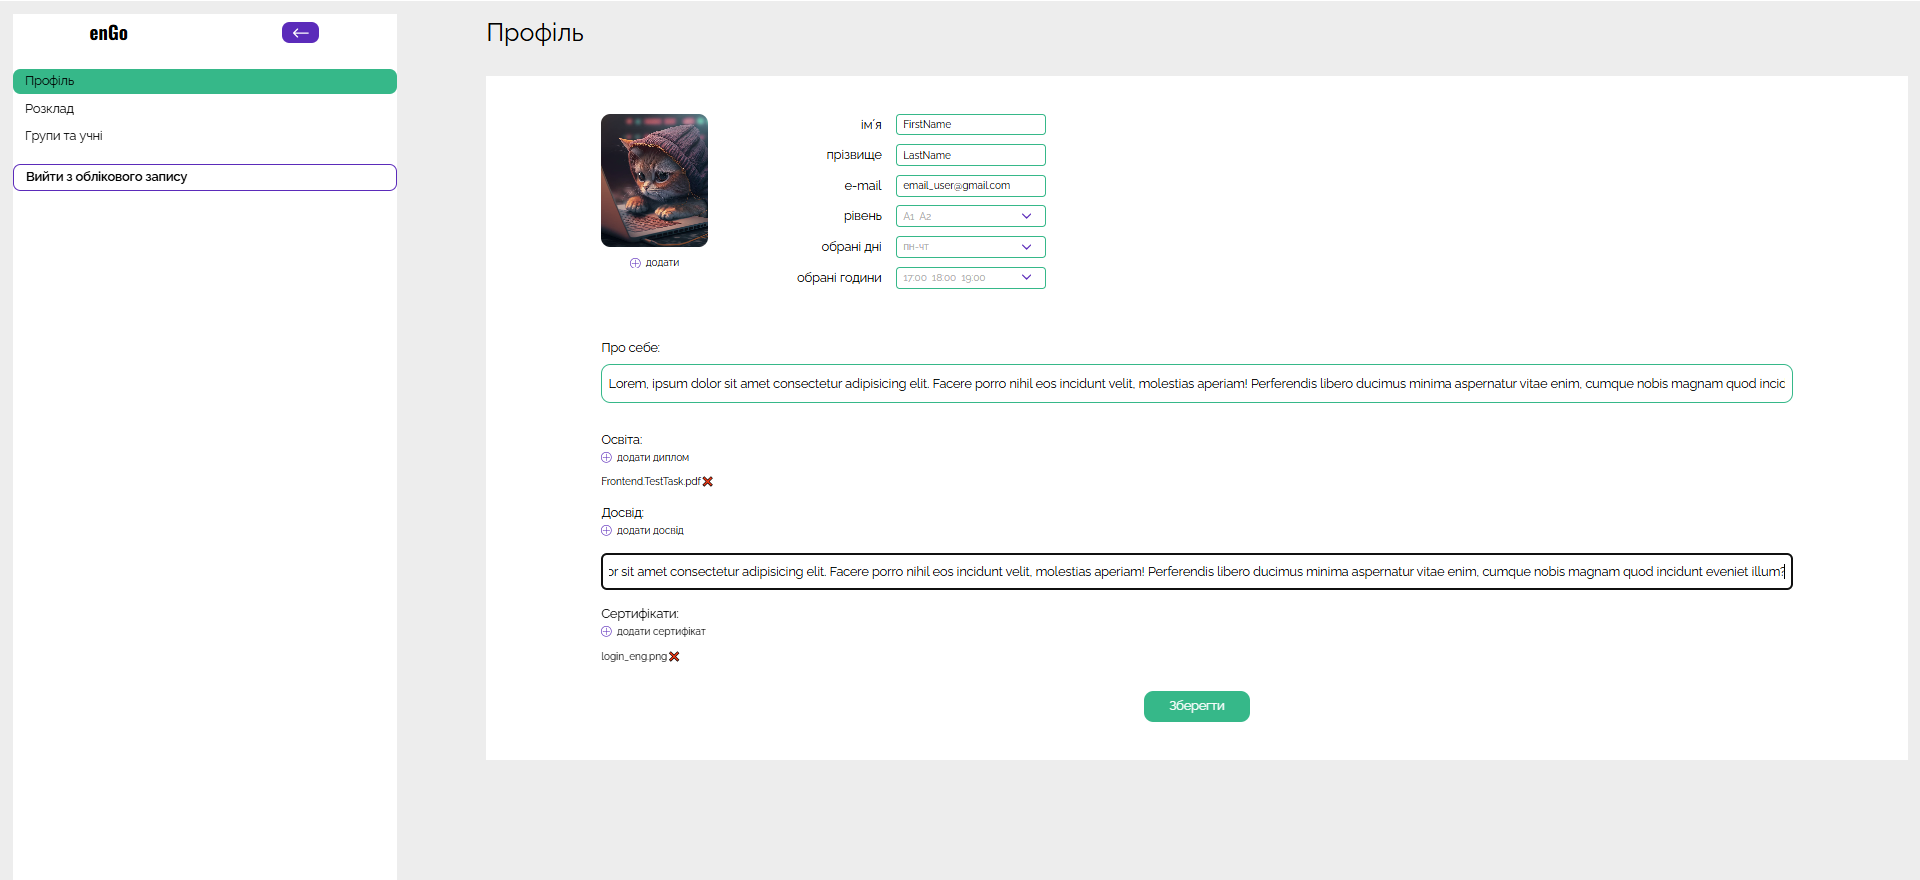 enGo
Профіль
Розклад
Групи та учні
Вийти з облікового запису
Профіль
додати
ім'я FirstName
прізвище LastName
e-mail email_user@gmail.com
рівень A1 A2
обрані дні пн-чт
обрані години 17:00 18:00 19:00
Про себе:
Lorem, ipsum dolor sit amet consectetur adipisicing elit. Facere porro nihil eos incidunt velit, molestias aperiam! Perferendis libero ducimus minima aspernatur vitae enim, cumque nobis magnam quod incic
Освіта:
додати диплом
Frontend.TestTask.pdf
Досвід:
додати досвід
or sit amet consectetur adipisicing elit. Facere porro nihil eos incidunt velit, molestias aperiam! Perferendis libero ducimus minima aspernatur vitae enim, cumque nobis magnam quod incidunt eveniet illum?
Сертифікати:
додати сертифікат
login_eng.png
Зберегти